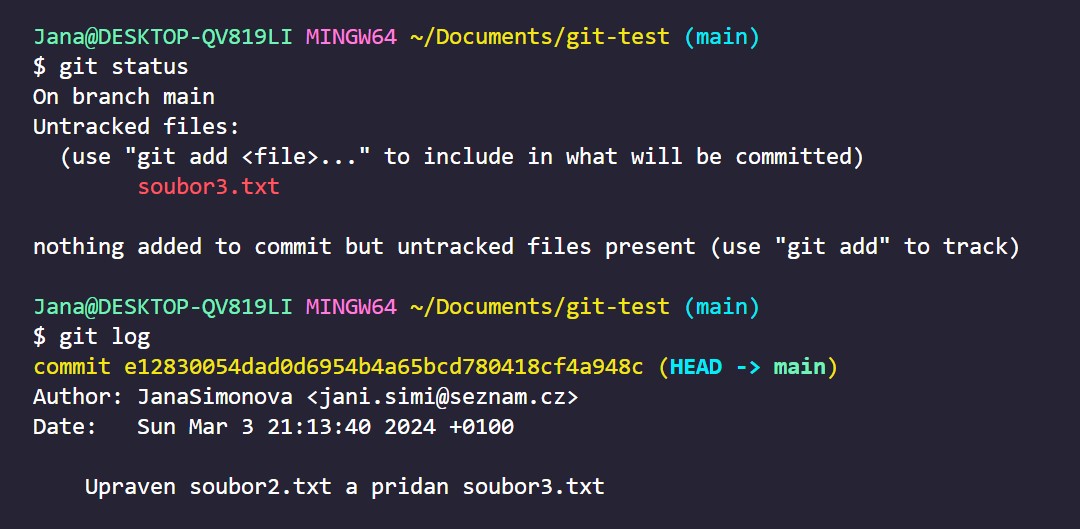 Jana@DESKTOP-QV819LI MINGW64 ~/Documents/git-test (main)
$ git status
On branch main
Untracked files:
  (use "git add <file>..." to include in what will be committed)
        soubor3.txt

nothing added to commit but untracked files present (use "git add" to track)

Jana@DESKTOP-QV819LI MINGW64 ~/Documents/git-test (main)
$ git log
commit e12830054dad0d6954b4a65bcd780418cf4a948c (HEAD -> main)
Author: JanaSimonova <jani.simi@seznam.cz>
Date:   Sun Mar 3 21:13:40 2024 +0100

    Upraven soubor2.txt a pridan soubor3.txt